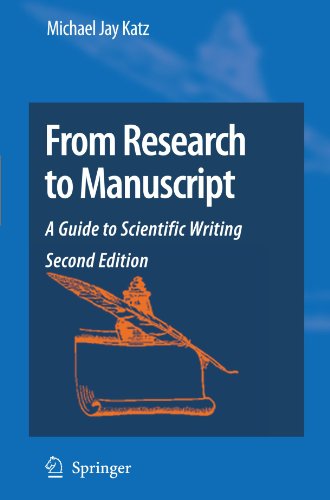 Michael Jay Katz
From Research
to Manuscript
A Guide to Scientific Writing
Second Edition
Springer